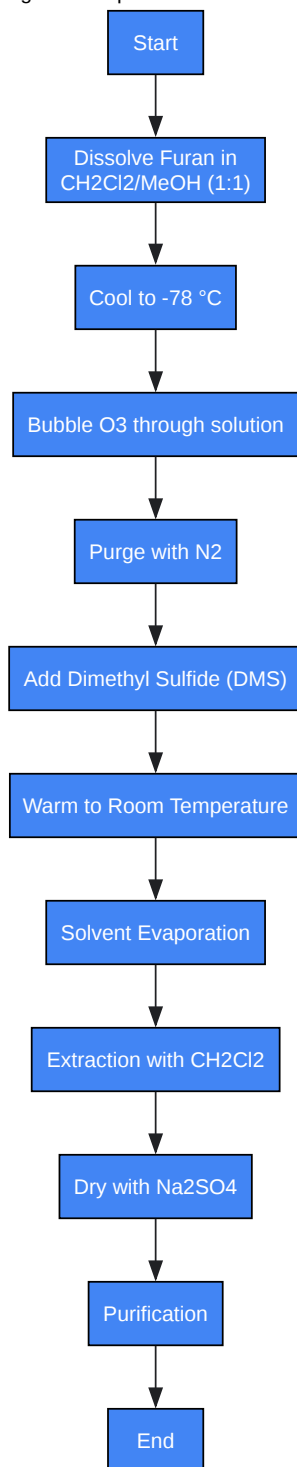 Start
Dissolve Furan in
CH2Cl2/MeOH (1:1)
Cool to -78 °C
Bubble O3 through solution
Purge with N2
Add Dimethyl Sulfide (DMS)
Warm to Room Temperature
Solvent Evaporation
Extraction with CH2Cl2
Dry with Na2SO4
Purification
End